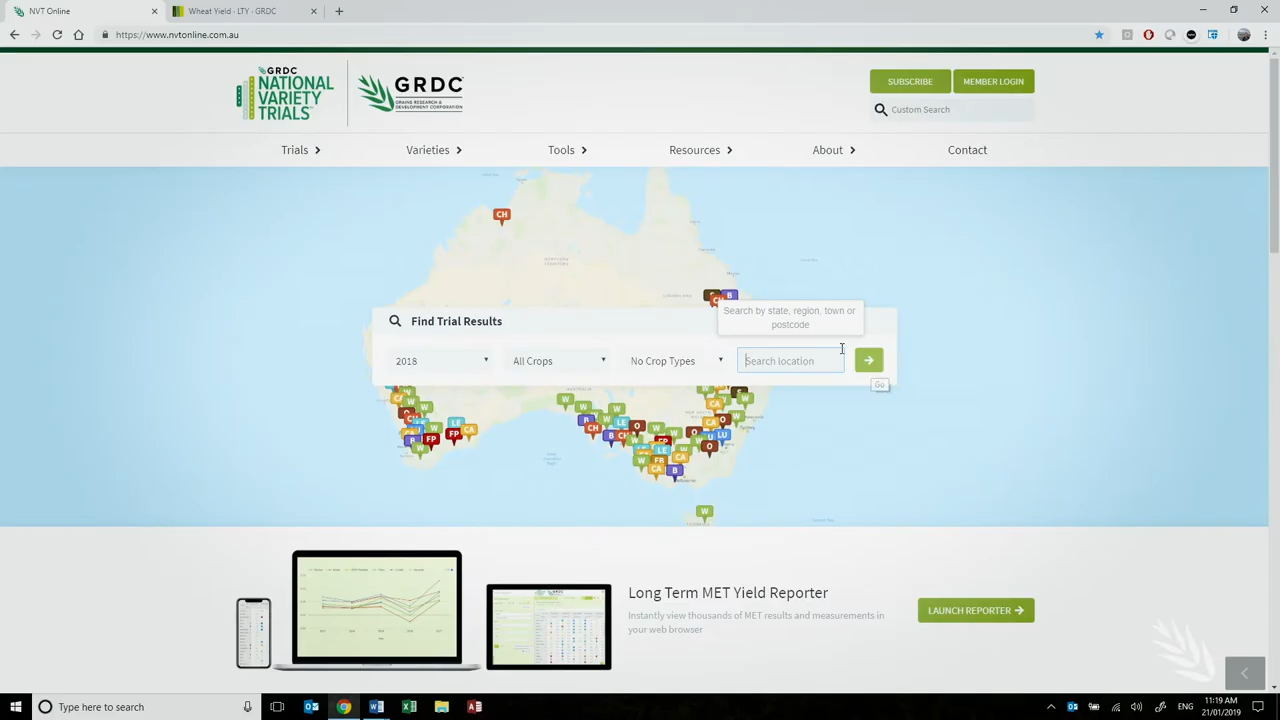 NVT Online
Wheat Yield - LTY - GRDC
https://www.nvtonline.com.au
GRDC
NATIONAL
VARIETY
TRIALS
GRDC
GRAINS RESEARCH
& DEVELOPMENT
CORPORATION
SUBSCRIBE
MEMBER LOGIN
Custom Search
Trials
Varieties
Tools
Resources
About
Contact
CH
B
Search by state, region, town or
postcode
Find Trial Results
2018
All Crops
No Crop Types
Search location
Go
Long Term MET Yield Reporter
Instantly view thousands of MET results and measurements in
your web browser
LAUNCH REPORTER
Type here to search
ENG
11:19 AM
21/01/2019